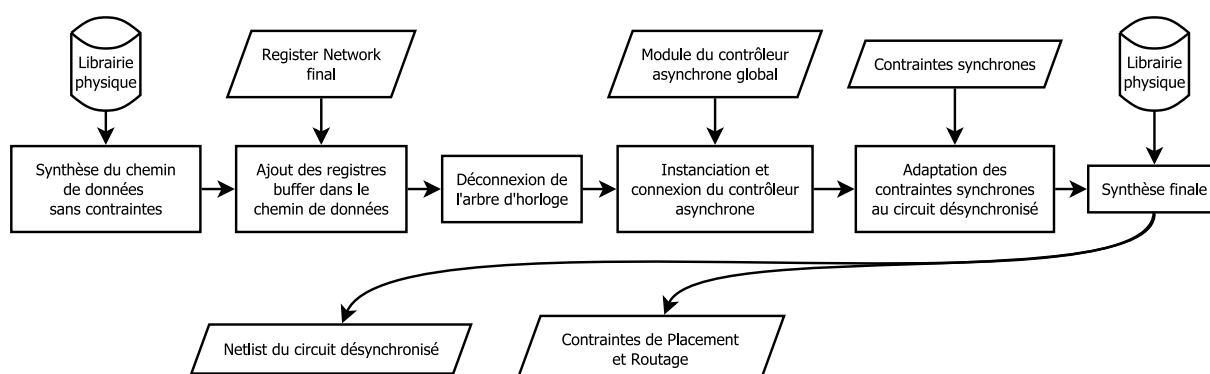 Librairie
physique
Register Network
final
Module du contrôleur
asynchrone global
Contraintes synchrones
Librairie
physique
Synthèse du chemin
de données
sans contraintes
Ajout des registres
buffer dans le
chemin de données
Déconnexion de
l'arbre d'horloge
Instanciation et
connexion du contrôleur
asynchrone
Adaptation des
contraintes synchrones
au circuit désynchronisé
Synthèse finale
Netlist du circuit désynchronisé
Contraintes de Placement
et Routage